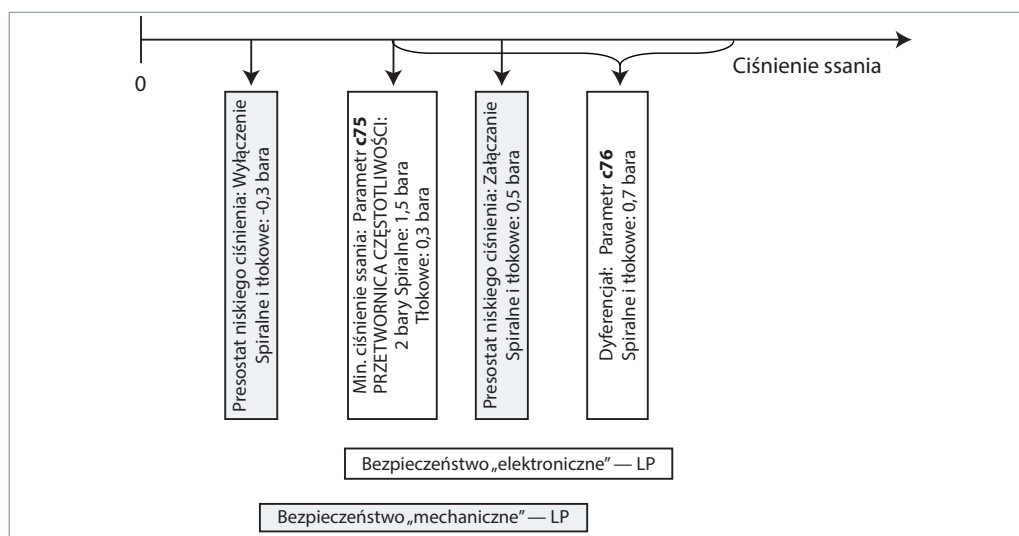 Ciśnienie ssania
0
Presostat niskiego ciśnienia: Wyłączenie
Spiralne i tłokowe: -0,3 bara
Min. ciśnienie ssania: Parametr c75
PRZETWORNICA CZĘSTOTLIWOŚCI:
2 bary Spiralne: 1,5 bara
Tłokowe: 0,3 bara
Presostat niskiego ciśnienia: Załączanie
Spiralne i tłokowe: 0,5 bara
Dyferencjał: Parametr c76
Spiralne i tłokowe: 0,7 bara
Bezpieczeństwo „elektroniczne” — LP
Bezpieczeństwo „mechaniczne” — LP